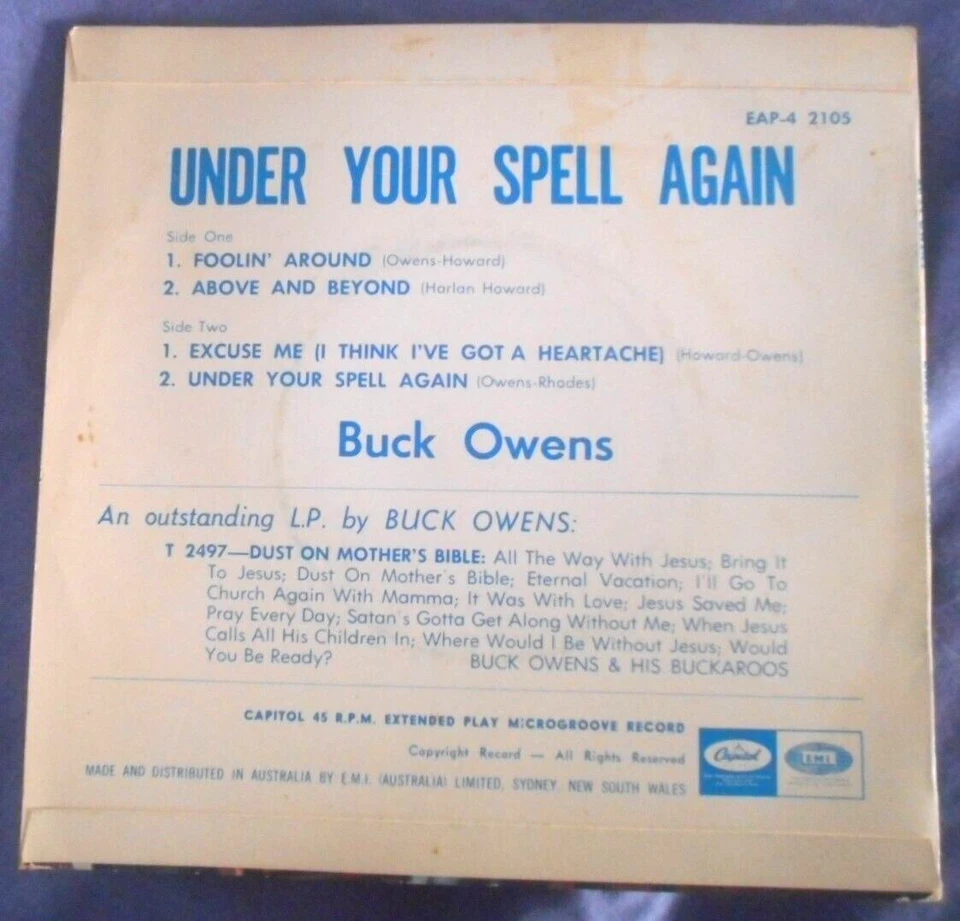 EAP-4 2105
UNDER YOUR SPELL AGAIN
Side One
1. FOOLIN' AROUND (Owens-Howard)
2. ABOVE AND BEYOND (Harlan Howard)
Side Two
1. EXCUSE ME (I THINK I'VE GOT A HEARTACHE) (Howard-Owens)
2. UNDER YOUR SPELL AGAIN (Owens-Rhodes)
Buck Owens
An outstanding L.P. by BUCK OWENS:
T 2497—DUST ON MOTHER'S BIBLE: All The Way With Jesus; Bring It
To Jesus; Dust On Mother's Bible; Eternal Vacation; I'll Go To
Church Again With Mamma; It Was With Love; Jesus Saved Me;
Pray Every Day; Satan's Gotta Get Along Without Me; When Jesus
Calls All His Children In; Where Would I Be Without Jesus; Would
You Be Ready? BUCK OWENS & HIS BUCKAROOS
CAPITOL 45 R.P.M. EXTENDED PLAY MICROGROOVE RECORD
Copyright Record — All Rights Reserved
MADE AND DISTRIBUTED IN AUSTRALIA BY E.M.I. (AUSTRALIA) LIMITED, SYDNEY, NEW SOUTH WALES
Capitol
EMI